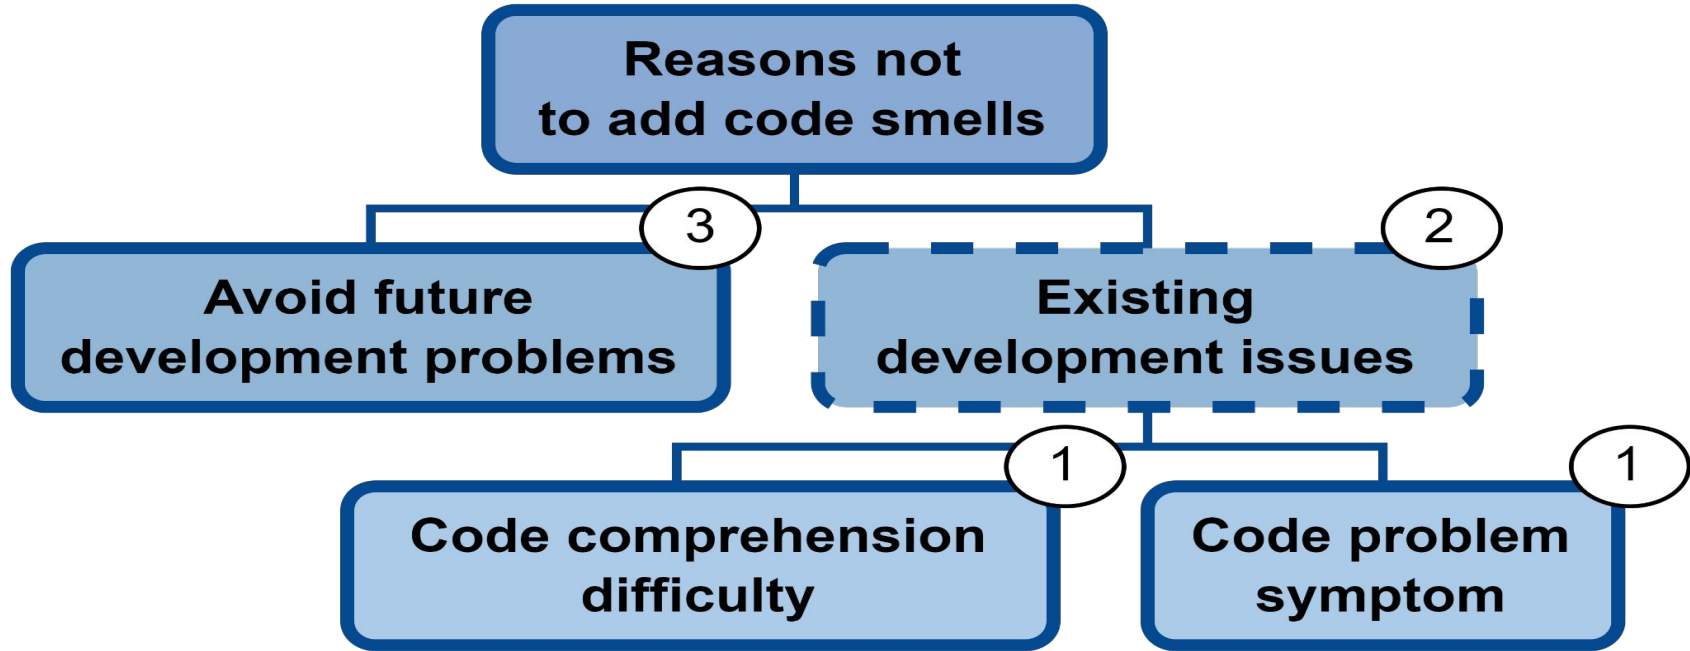 Reasons not
to add code smells
3
2
Avoid future
development problems
Existing
development issues
1
1
Code comprehension
difficulty
Code problem
symptom